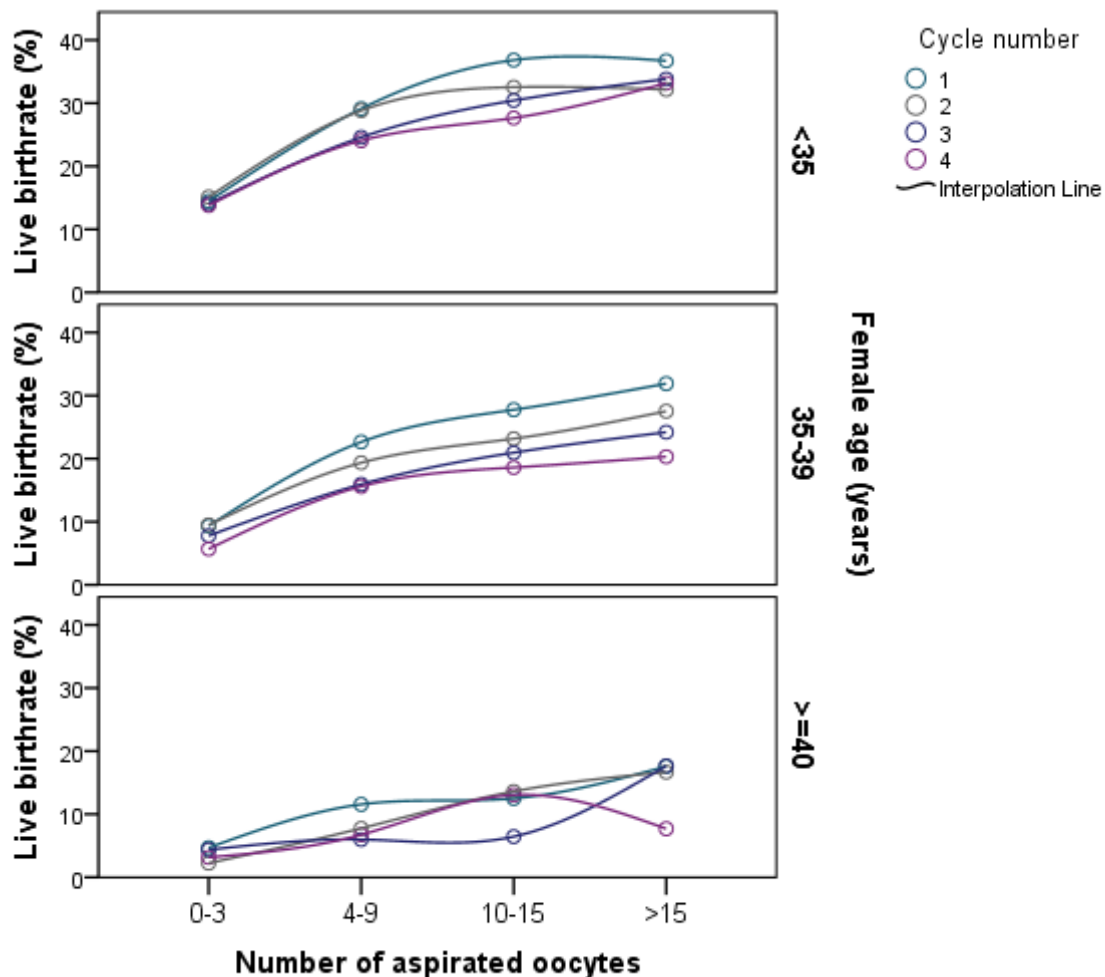 Live birthrate (%)
40
30
20
10
0
<35
Live birthrate (%)
40
30
20
10
0
35-39
Live birthrate (%)
40
30
20
10
0
>=40
0-3 4-9 10-15 >15
Number of aspirated oocytes
Female age (years)
Cycle number
1
2
3
4
Interpolation Line